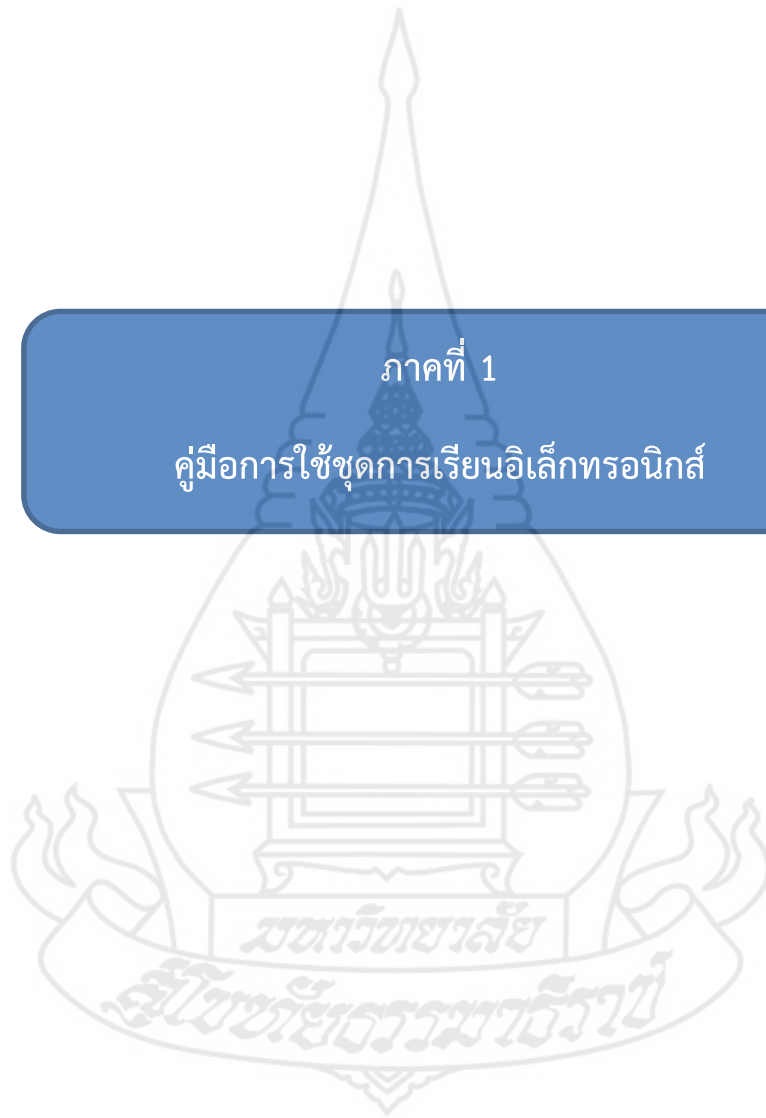 ภาคที่ 1
คู่มือการใช้ชุดการเรียนอิเล็กทรอนิกส์
มหาวิทยาลัย
สุโขทัยธรรมาธิราช